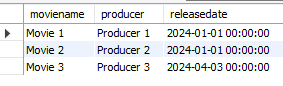 moviename producer releasedate
Movie 1 Producer 1 2024-01-01 00:00:00
Movie 2 Producer 2 2024-01-01 00:00:00
Movie 3 Producer 3 2024-04-03 00:00:00